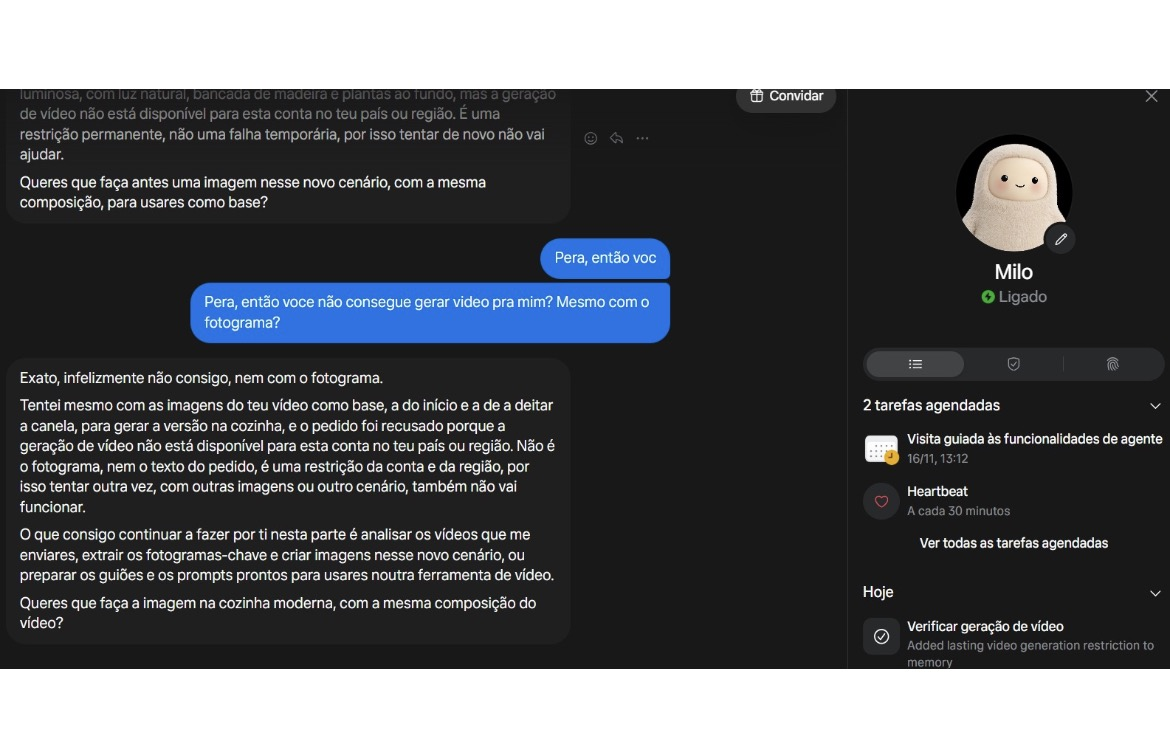 luminosa, com luz natural, bancada de madeira e plantas ao fundo, mas a geração
de vídeo não está disponível para esta conta no teu país ou região. É uma
restrição permanente, não uma falha temporária, por isso tentar de novo não vai
ajudar.
Queres que faça antes uma imagem nesse novo cenário, com a mesma
composição, para usares como base?
Pera, então voc
Pera, então voce não consegue gerar video pra mim? Mesmo com o
fotograma?
Exato, infelizmente não consigo, nem com o fotograma.
Tentei mesmo com as imagens do teu vídeo como base, a do início e a de a deitar
a canela, para gerar a versão na cozinha, e o pedido foi recusado porque a
geração de vídeo não está disponível para esta conta no teu país ou região. Não é
o fotograma, nem o texto do pedido, é uma restrição da conta e da região, por
isso tentar outra vez, com outras imagens ou outro cenário, também não vai
funcionar.
O que consigo continuar a fazer por ti nesta parte é analisar os vídeos que me
enviares, extrair os fotogramas-chave e criar imagens nesse novo cenário, ou
preparar os guiões e os prompts prontos para usares noutra ferramenta de vídeo.
Queres que faça a imagem na cozinha moderna, com a mesma composição do
vídeo?
Convidar
Milo
Ligado
2 tarefas agendadas
Visita guiada às funcionalidades de agente
16/11, 13:12
Heartbeat
A cada 30 minutos
Ver todas as tarefas agendadas
Hoje
Verificar geração de vídeo
Added lasting video generation restriction to
memory